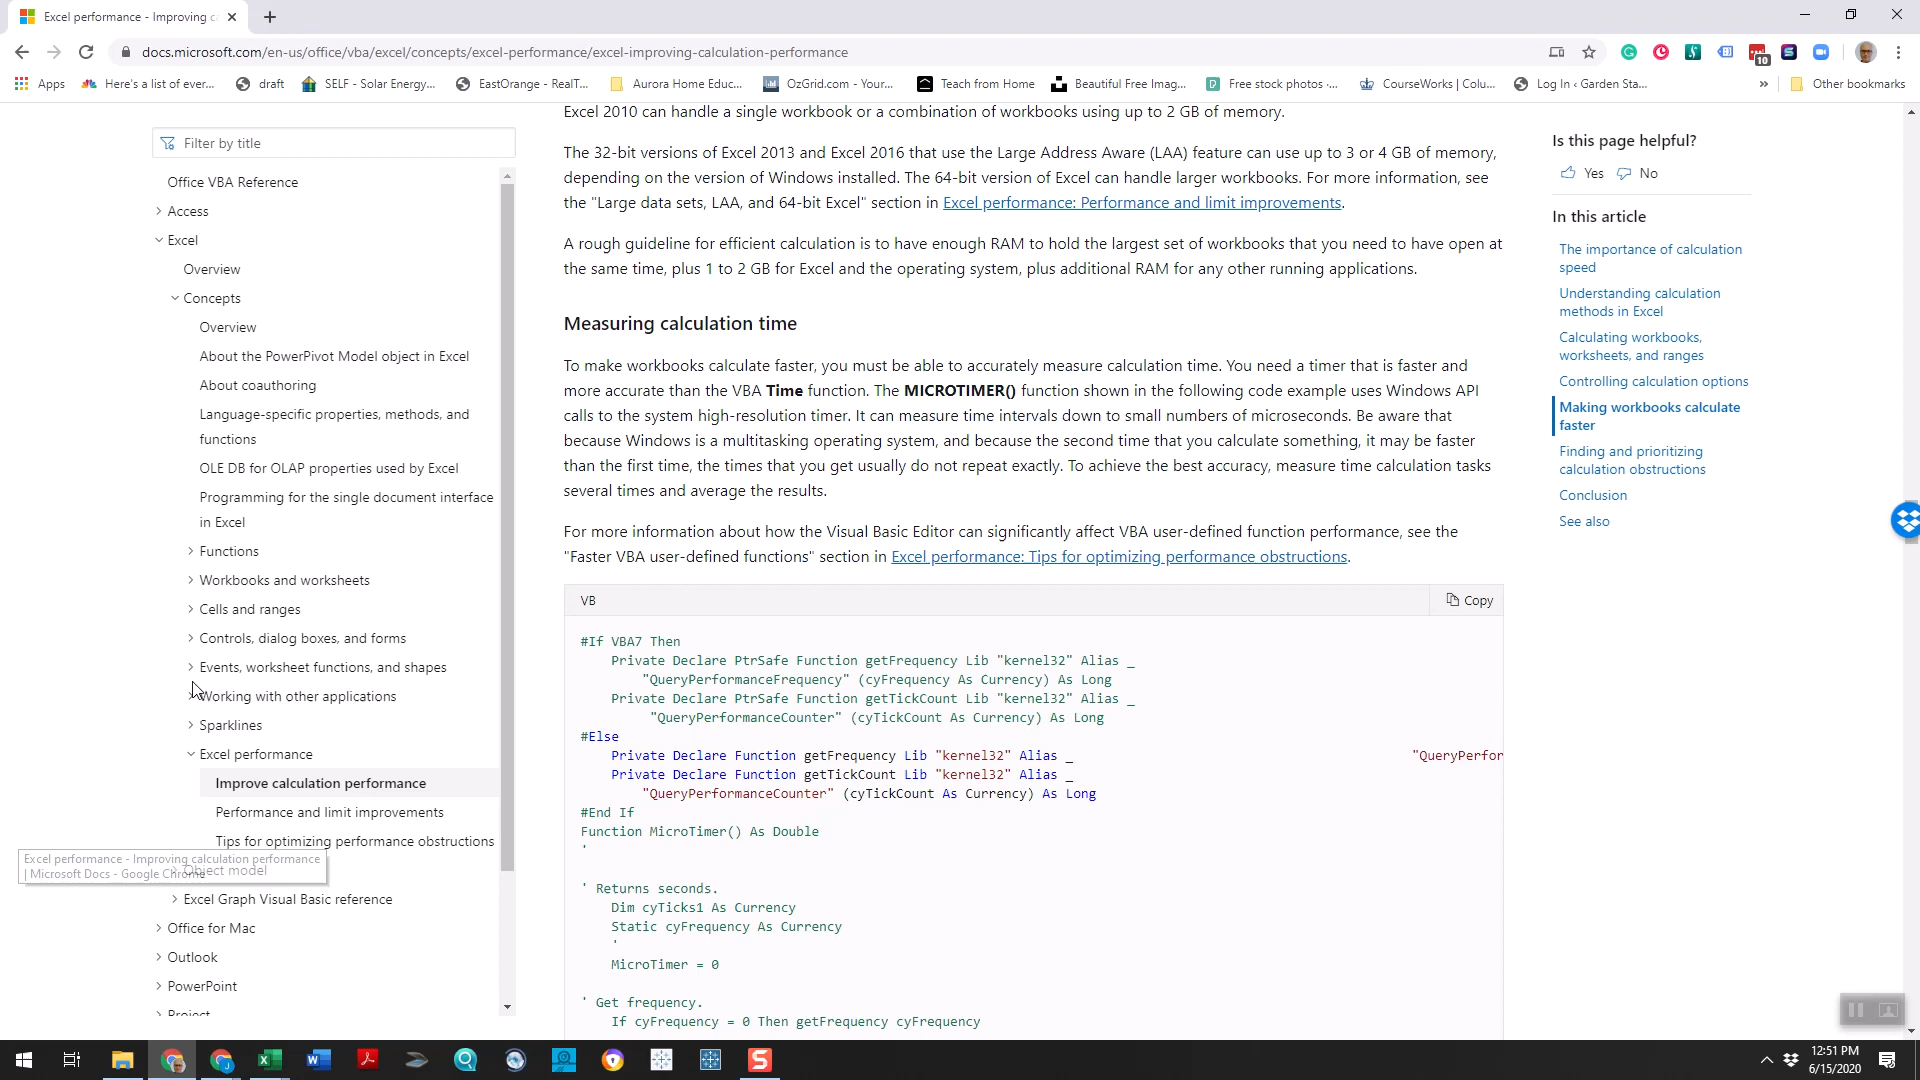 Excel performance - Improving c
docs.microsoft.com/en-us/office/vba/excel/concepts/excel-performance/excel-improving-calculation-performance
10
Apps
Here's a list of ever...
draft
SELF - Solar Energy...
EastOrange - RealT...
Aurora Home Educ...
OzGrid.com - Your...
Teach from Home
Beautiful Free Imag...
Free stock photos ·...
CourseWorks | Colu...
Log In ‹ Garden Sta...
»
Other bookmarks
Filter by title
Office VBA Reference
Access
Excel
Overview
Concepts
Overview
About the PowerPivot Model object in Excel
About coauthoring
Language-specific properties, methods, and
functions
OLE DB for OLAP properties used by Excel
Programming for the single document interface
in Excel
Functions
Workbooks and worksheets
Cells and ranges
Controls, dialog boxes, and forms
Events, worksheet functions, and shapes
Working with other applications
Sparklines
Excel performance
Improve calculation performance
Performance and limit improvements
Tips for optimizing performance obstructions
Excel performance - Improving calculation performance
| Microsoft Docs - Google Chrome
Object model
Excel Graph Visual Basic reference
Office for Mac
Outlook
PowerPoint
Project
Excel 2010 can handle a single workbook or a combination of workbooks using up to 2 GB of memory.
The 32-bit versions of Excel 2013 and Excel 2016 that use the Large Address Aware (LAA) feature can use up to 3 or 4 GB of memory,
depending on the version of Windows installed. The 64-bit version of Excel can handle larger workbooks. For more information, see
the "Large data sets, LAA, and 64-bit Excel" section in Excel performance: Performance and limit improvements.
A rough guideline for efficient calculation is to have enough RAM to hold the largest set of workbooks that you need to have open at
the same time, plus 1 to 2 GB for Excel and the operating system, plus additional RAM for any other running applications.
Measuring calculation time
To make workbooks calculate faster, you must be able to accurately measure calculation time. You need a timer that is faster and
more accurate than the VBA Time function. The MICROTIMER() function shown in the following code example uses Windows API
calls to the system high-resolution timer. It can measure time intervals down to small numbers of microseconds. Be aware that
because Windows is a multitasking operating system, and because the second time that you calculate something, it may be faster
than the first time, the times that you get usually do not repeat exactly. To achieve the best accuracy, measure time calculation tasks
several times and average the results.
For more information about how the Visual Basic Editor can significantly affect VBA user-defined function performance, see the
"Faster VBA user-defined functions" section in Excel performance: Tips for optimizing performance obstructions.
VB
Copy
#If VBA7 Then
    Private Declare PtrSafe Function getFrequency Lib "kernel32" Alias _
        "QueryPerformanceFrequency" (cyFrequency As Currency) As Long
    Private Declare PtrSafe Function getTickCount Lib "kernel32" Alias _
         "QueryPerformanceCounter" (cyTickCount As Currency) As Long
#Else
    Private Declare Function getFrequency Lib "kernel32" Alias _ "QueryPerfor
    Private Declare Function getTickCount Lib "kernel32" Alias _
        "QueryPerformanceCounter" (cyTickCount As Currency) As Long
#End If
Function MicroTimer() As Double
'
' Returns seconds.
    Dim cyTicks1 As Currency
    Static cyFrequency As Currency
    '
    MicroTimer = 0
' Get frequency.
    If cyFrequency = 0 Then getFrequency cyFrequency
Is this page helpful?
Yes
No
In this article
The importance of calculation
speed
Understanding calculation
methods in Excel
Calculating workbooks,
worksheets, and ranges
Controlling calculation options
Making workbooks calculate
faster
Finding and prioritizing
calculation obstructions
Conclusion
See also
12:51 PM
6/15/2020